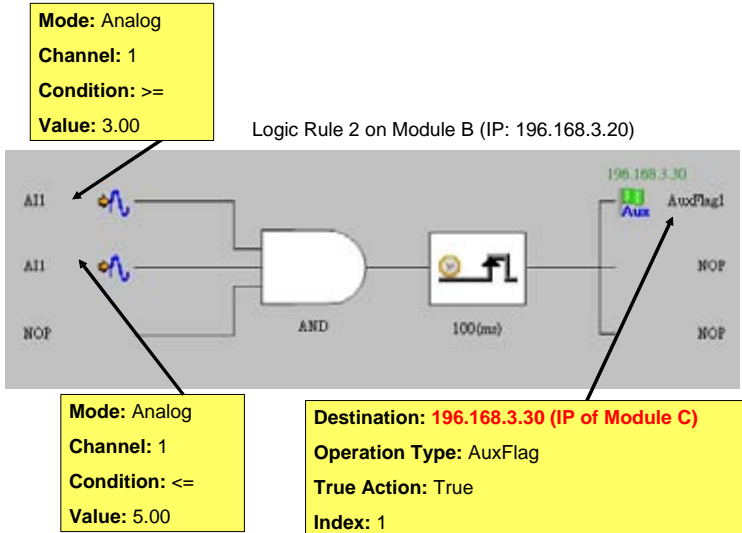 Mode: Analog
Channel: 1
Condition: >=
Value: 3.00
Logic Rule 2 on Module B (IP: 196.168.3.20)
196.168.3.30
AI1
Aux
AuxFlag1
AI1
NOP
NOP
AND
100(ms)
NOP
Mode: Analog
Channel: 1
Condition: <=
Value: 5.00
Destination: 196.168.3.30 (IP of Module C)
Operation Type: AuxFlag
True Action: True
Index: 1